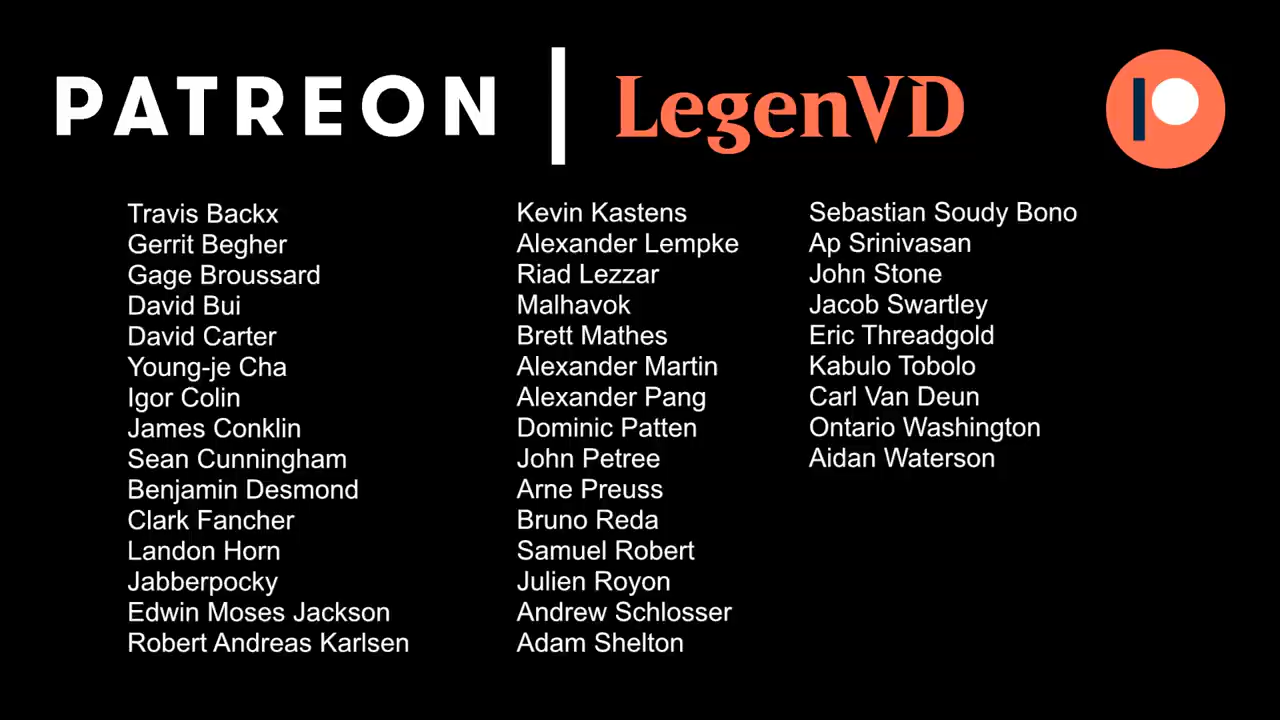 PATREON | LegenVD
Travis Backx
Gerrit Begher
Gage Broussard
David Bui
David Carter
Young-je Cha
Igor Colin
James Conklin
Sean Cunningham
Benjamin Desmond
Clark Fancher
Landon Horn
Jabberpocky
Edwin Moses Jackson
Robert Andreas Karlsen
Kevin Kastens
Alexander Lempke
Riad Lezzar
Malhavok
Brett Mathes
Alexander Martin
Alexander Pang
Dominic Patten
John Petree
Arne Preuss
Bruno Reda
Samuel Robert
Julien Royon
Andrew Schlosser
Adam Shelton
Sebastian Soudy Bono
Ap Srinivasan
John Stone
Jacob Swartley
Eric Threadgold
Kabulo Tobolo
Carl Van Deun
Ontario Washington
Aidan Waterson